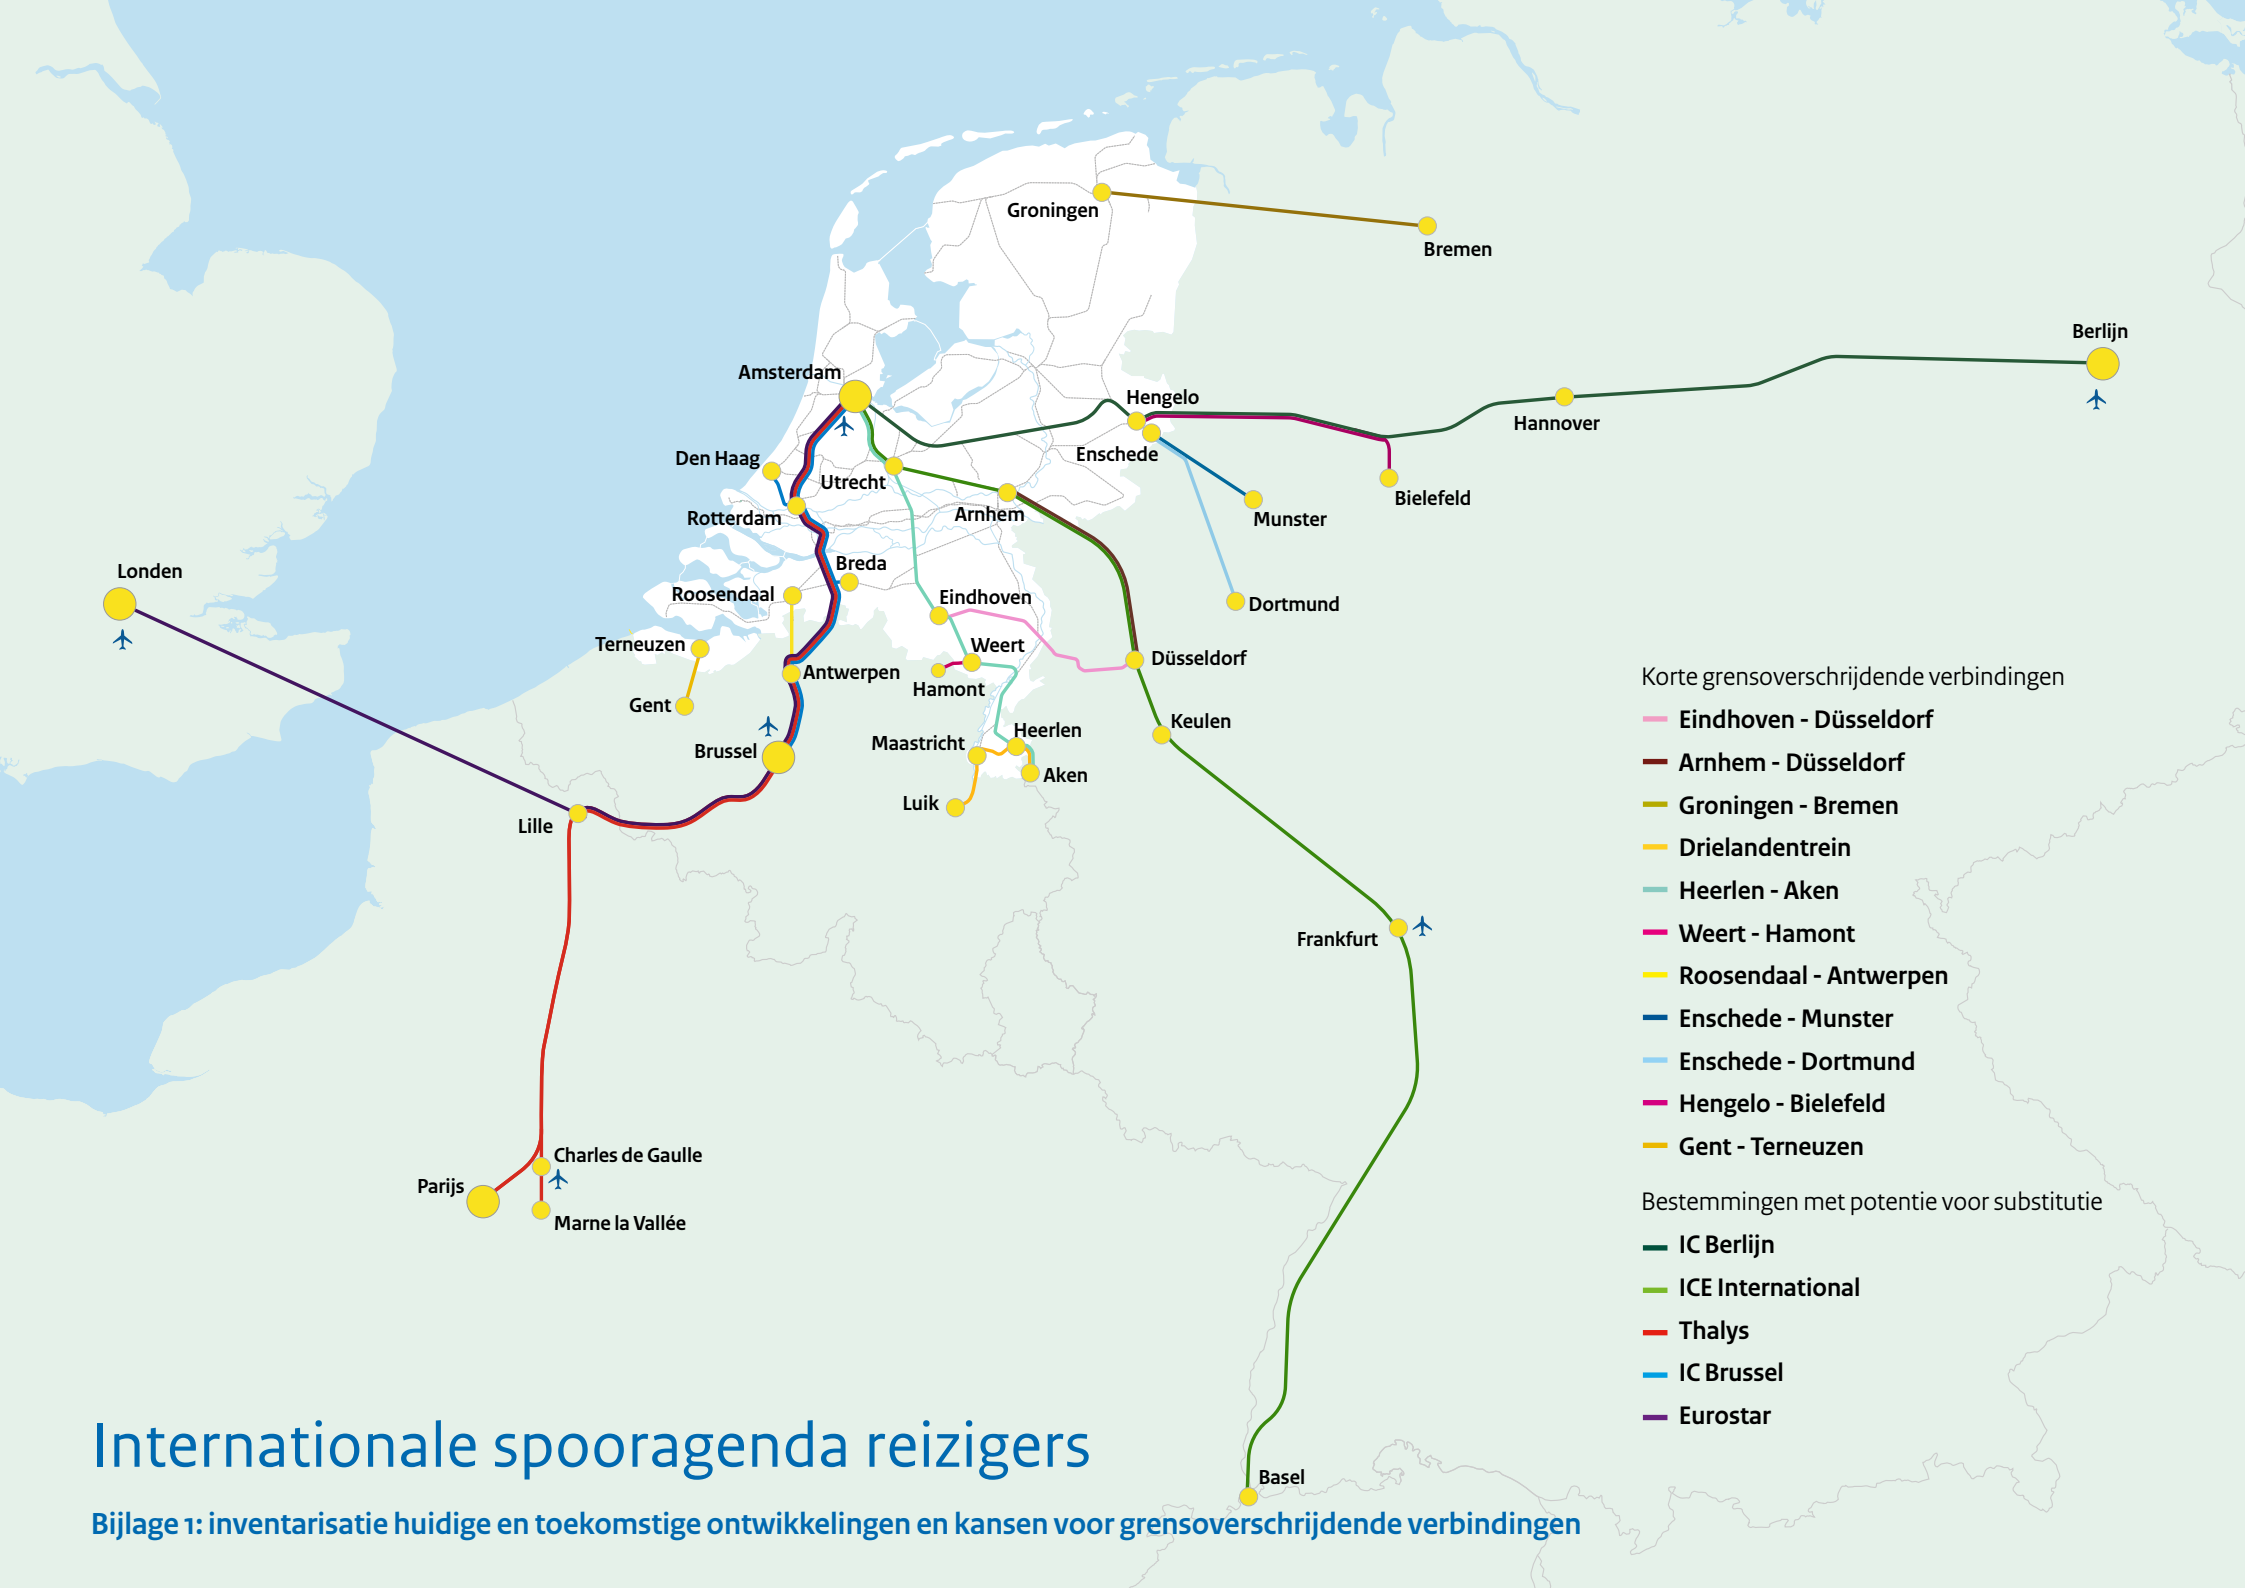 Groningen
Bremen
Berlijn
Amsterdam
Hengelo
Hannover
Den Haag
Enschede
Utrecht
Bielefeld
Rotterdam
Arnhem
Munster
Londen
Breda
Roosendaal
Eindhoven
Dortmund
Terneuzen
Weert
Düsseldorf
Antwerpen
Hamont
Gent
Keulen
Heerlen
Maastricht
Brussel
Aken
Luik
Lille
Frankfurt
Charles de Gaulle
Parijs
Marne la Vallée
Basel
Korte grensoverschrijdende verbindingen
Eindhoven - Düsseldorf
Arnhem - Düsseldorf
Groningen - Bremen
Drielandentrein
Heerlen - Aken
Weert - Hamont
Roosendaal - Antwerpen
Enschede - Munster
Enschede - Dortmund
Hengelo - Bielefeld
Gent - Terneuzen
Bestemmingen met potentie voor substitutie
IC Berlijn
ICE International
Thalys
IC Brussel
Eurostar
Internationale spooragenda reizigers
Bijlage 1: inventarisatie huidige en toekomstige ontwikkelingen en kansen voor grensoverschrijdende verbindingen